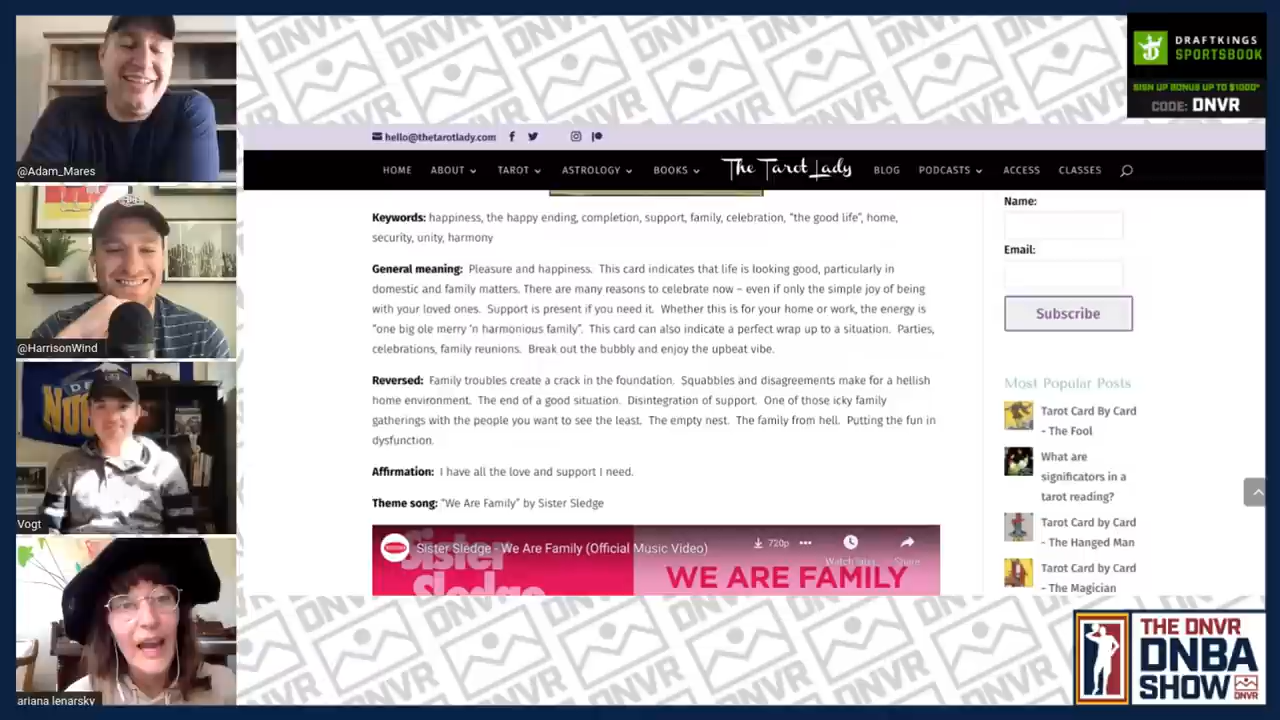 @Adam_Mares
@HarrisonWind
Vogt
ariana lenarsky
DRAFTKINGS
SPORTSBOOK
SIGN UP BONUS UP TO $1000*
CODE: DNVR
hello@thetarotlady.com
HOME
ABOUT
TAROT
ASTROLOGY
BOOKS
The Tarot Lady
BLOG
PODCASTS
ACCESS
CLASSES
Keywords: happiness, the happy ending, completion, support, family, celebration, “the good life”, home,
security, unity, harmony
General meaning: Pleasure and happiness. This card indicates that life is looking good, particularly in
domestic and family matters. There are many reasons to celebrate now – even if only the simple joy of being
with your loved ones. Support is present if you need it. Whether this is for your home or work, the energy is
“one big ole merry ‘n harmonious family”. This card can also indicate a perfect wrap up to a situation. Parties,
celebrations, family reunions. Break out the bubbly and enjoy the upbeat vibe.
Reversed: Family troubles create a crack in the foundation. Squabbles and disagreements make for a hellish
home environment. The end of a good situation. Disintegration of support. One of those icky family
gatherings with the people you want to see the least. The empty nest. The family from hell. Putting the fun in
dysfunction.
Affirmation: I have all the love and support I need.
Theme song: “We Are Family” by Sister Sledge
Sister Sledge - We Are Family (Official Music Video)
720p
Watch later
Share
Sister
Sledge
WE ARE FAMILY
Name:
Email:
Subscribe
Most Popular Posts
Tarot Card By Card
- The Fool
What are
significators in a
tarot reading?
Tarot Card by Card
- The Hanged Man
Tarot Card by Card
- The Magician
THE DNVR
DNBA
SHOW
DNVR